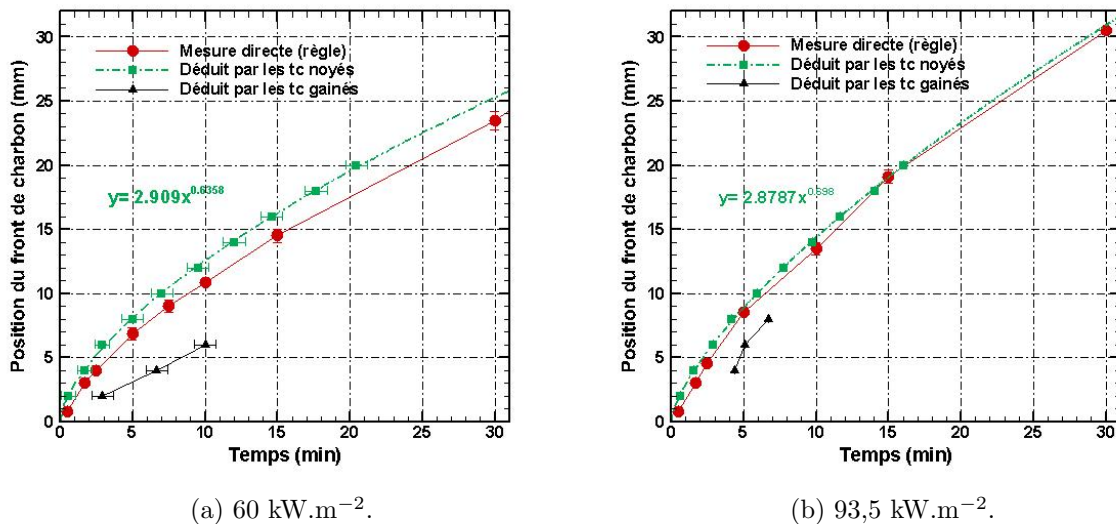 Position du front de charbon (mm)
30
25
20
15
10
5
0
Mesure directe (règle)
Déduit par les tc noyés
Déduit par les tc gainés
y= 2.909x^0.6358
0 5 10 15 20 25 30
Temps (min)
(a) 60 kW.m−2.
Position du front de charbon (mm)
30
25
20
15
10
5
0
Mesure directe (règle)
Déduit par les tc noyés
Déduit par les tc gainés
y= 2.8787x^0.698
0 5 10 15 20 25 30
Temps (min)
(b) 93,5 kW.m−2.